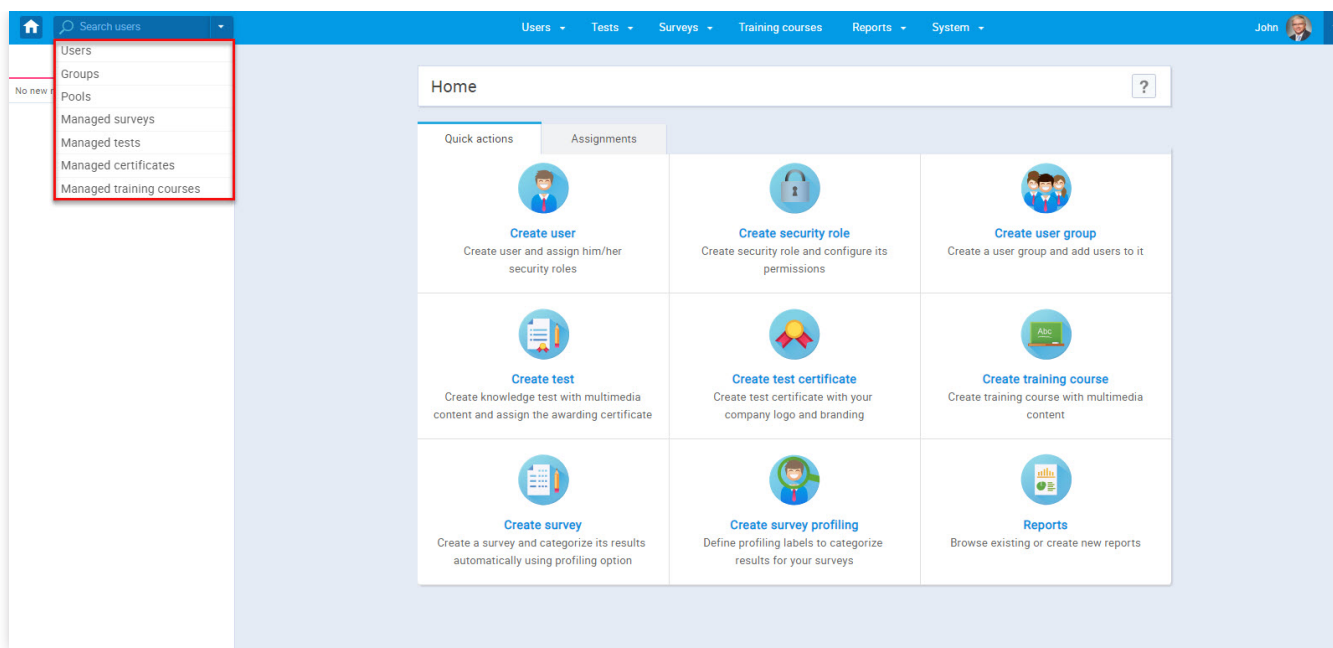 Search users
Users
Tests
Surveys
Training courses
Reports
System
John
Users
Groups
Pools
Managed surveys
Managed tests
Managed certificates
Managed training courses
No new
Home
?
Quick actions
Assignments
Create user
Create user and assign him/her
security roles
Create security role
Create security role and configure its
permissions
Create user group
Create a user group and add users to it
Create test
Create knowledge test with multimedia
content and assign the awarding certificate
Create test certificate
Create test certificate with your
company logo and branding
Abc
Create training course
Create training course with multimedia
content
Create survey
Create a survey and categorize its results
automatically using profiling option
Create survey profiling
Define profiling labels to categorize
results for your surveys
Reports
Browse existing or create new reports